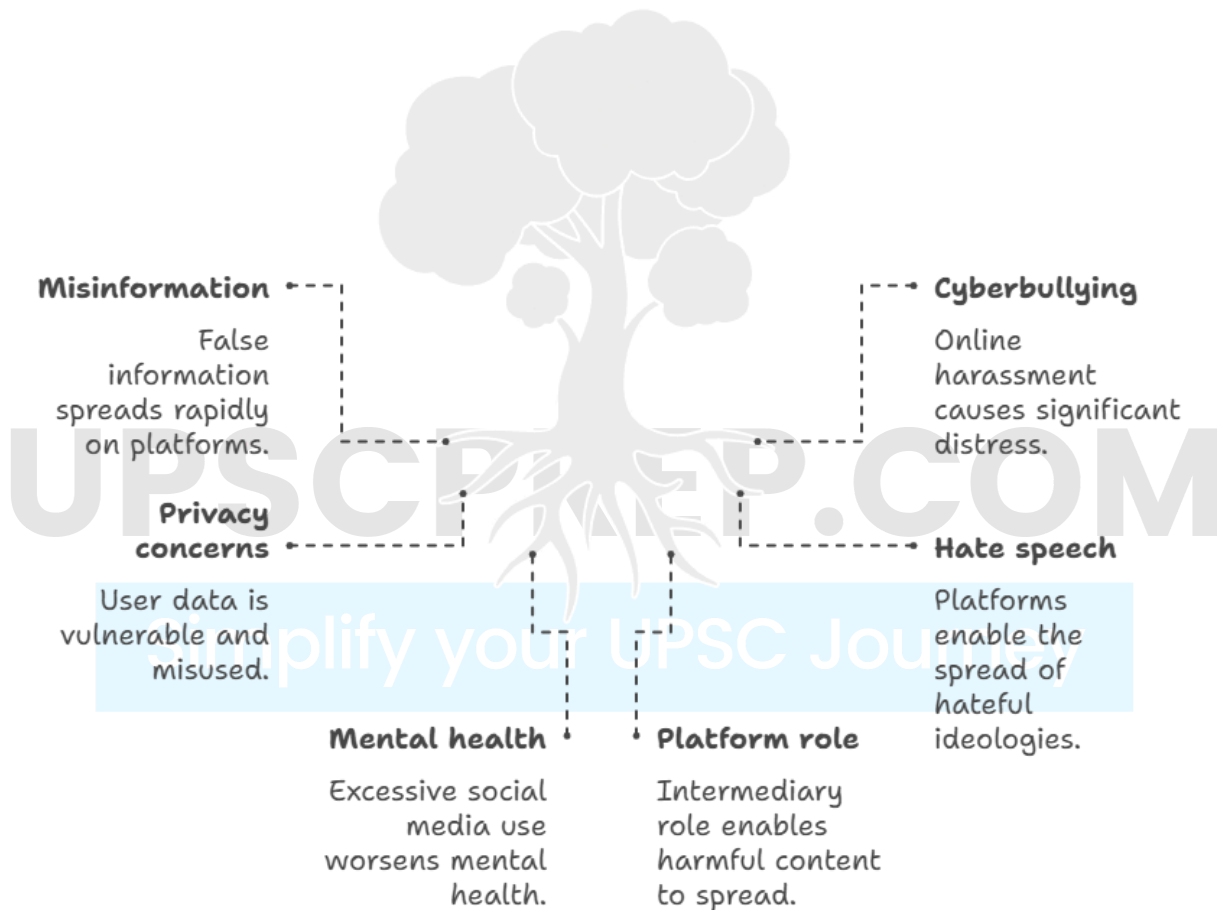 Misinformation
False
information
spreads rapidly
on platforms.
Cyberbullying
Online
harassment
causes significant
distress.
UPSCPREP.COM
Privacy
concerns
User data is
vulnerable and
misused.
Hate speech
Platforms
enable the
spread of
hateful
ideologies.
Simplify your UPSC Journey
Mental health
Excessive social
media use
worsens mental
health.
Platform role
Intermediary
role enables
harmful content
to spread.